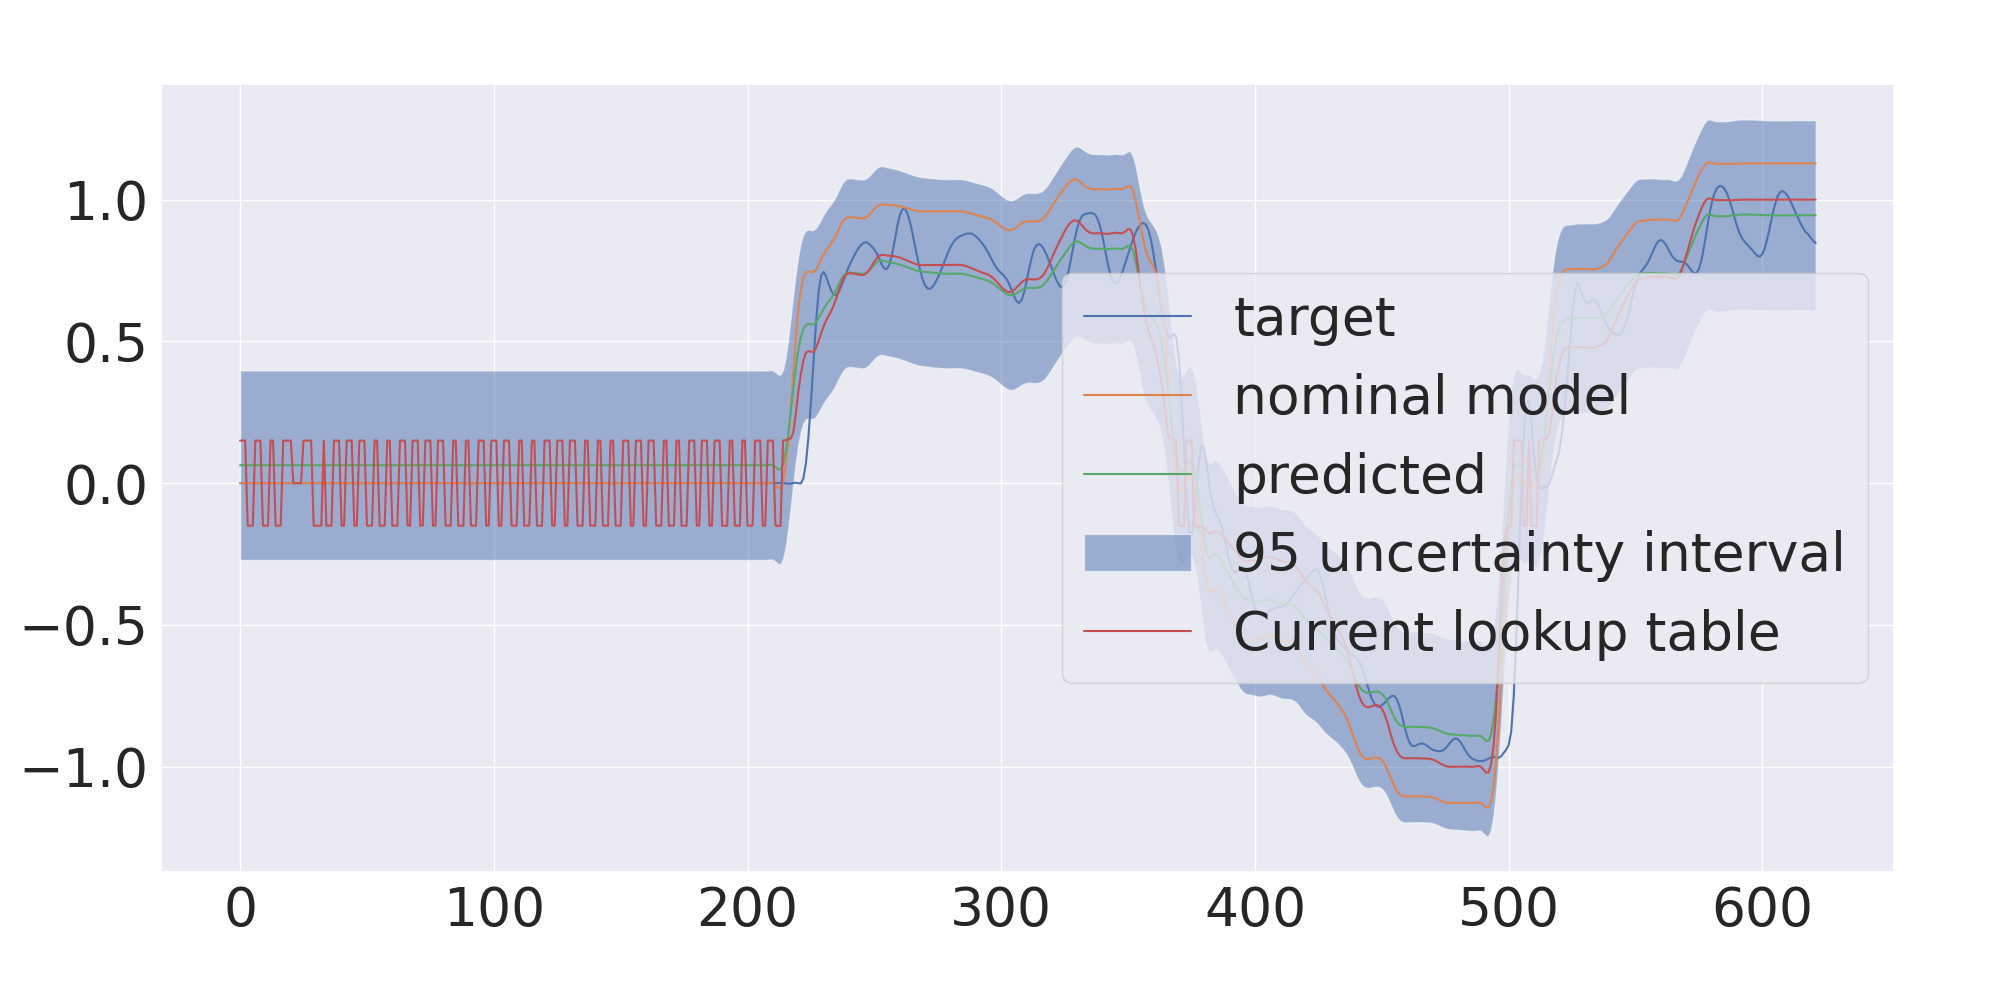 1.0
0.5
0.0
−0.5
−1.0
target
nominal model
predicted
95 uncertainty interval
Current lookup table
0 100 200 300 400 500 600